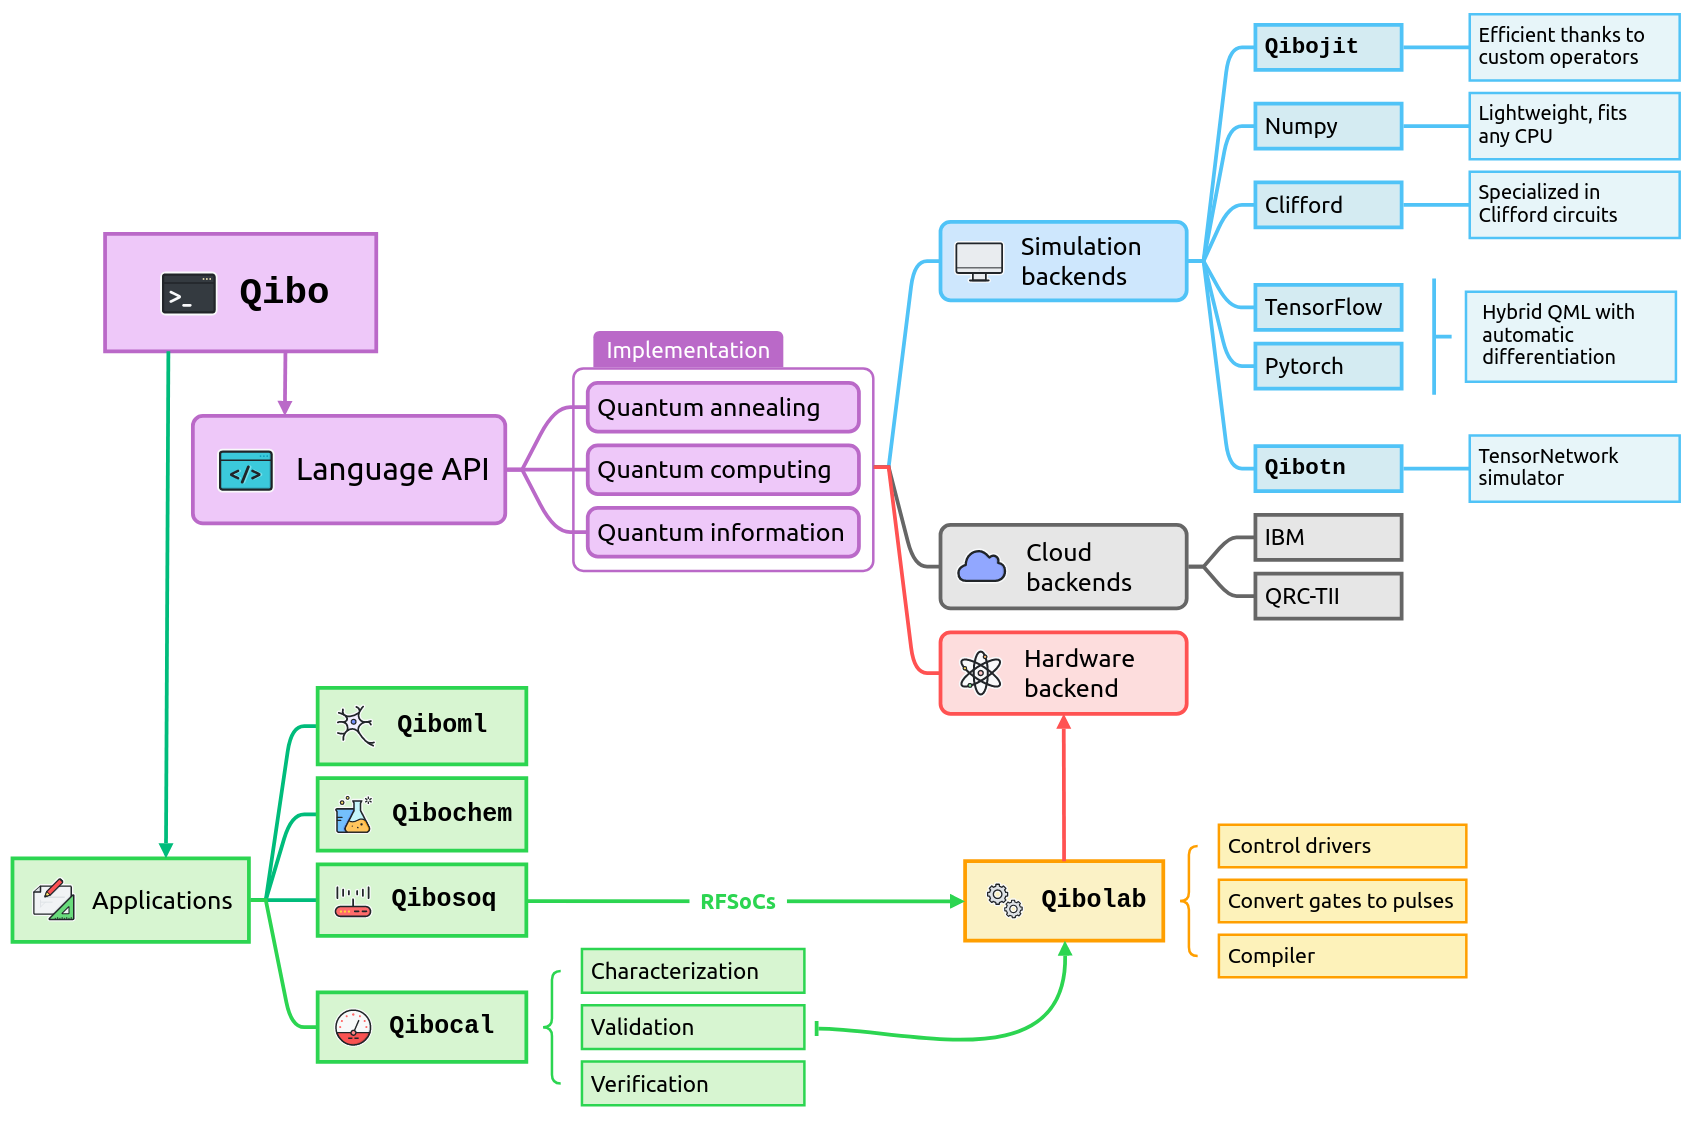 Qibo
Language API
Implementation
Quantum annealing
Quantum computing
Quantum information
Simulation
backends
Qibojit
Efficient thanks to
custom operators
Numpy
Lightweight, fits
any CPU
Clifford
Specialized in
Clifford circuits
TensorFlow
Pytorch
Hybrid QML with
automatic
differentiation
Qibotn
TensorNetwork
simulator
Cloud
backends
IBM
QRC-TII
Hardware
backend
Applications
Qiboml
Qibochem
Qibosoq
RFSoCs
Qibolab
Control drivers
Convert gates to pulses
Compiler
Qibocal
Characterization
Validation
Verification